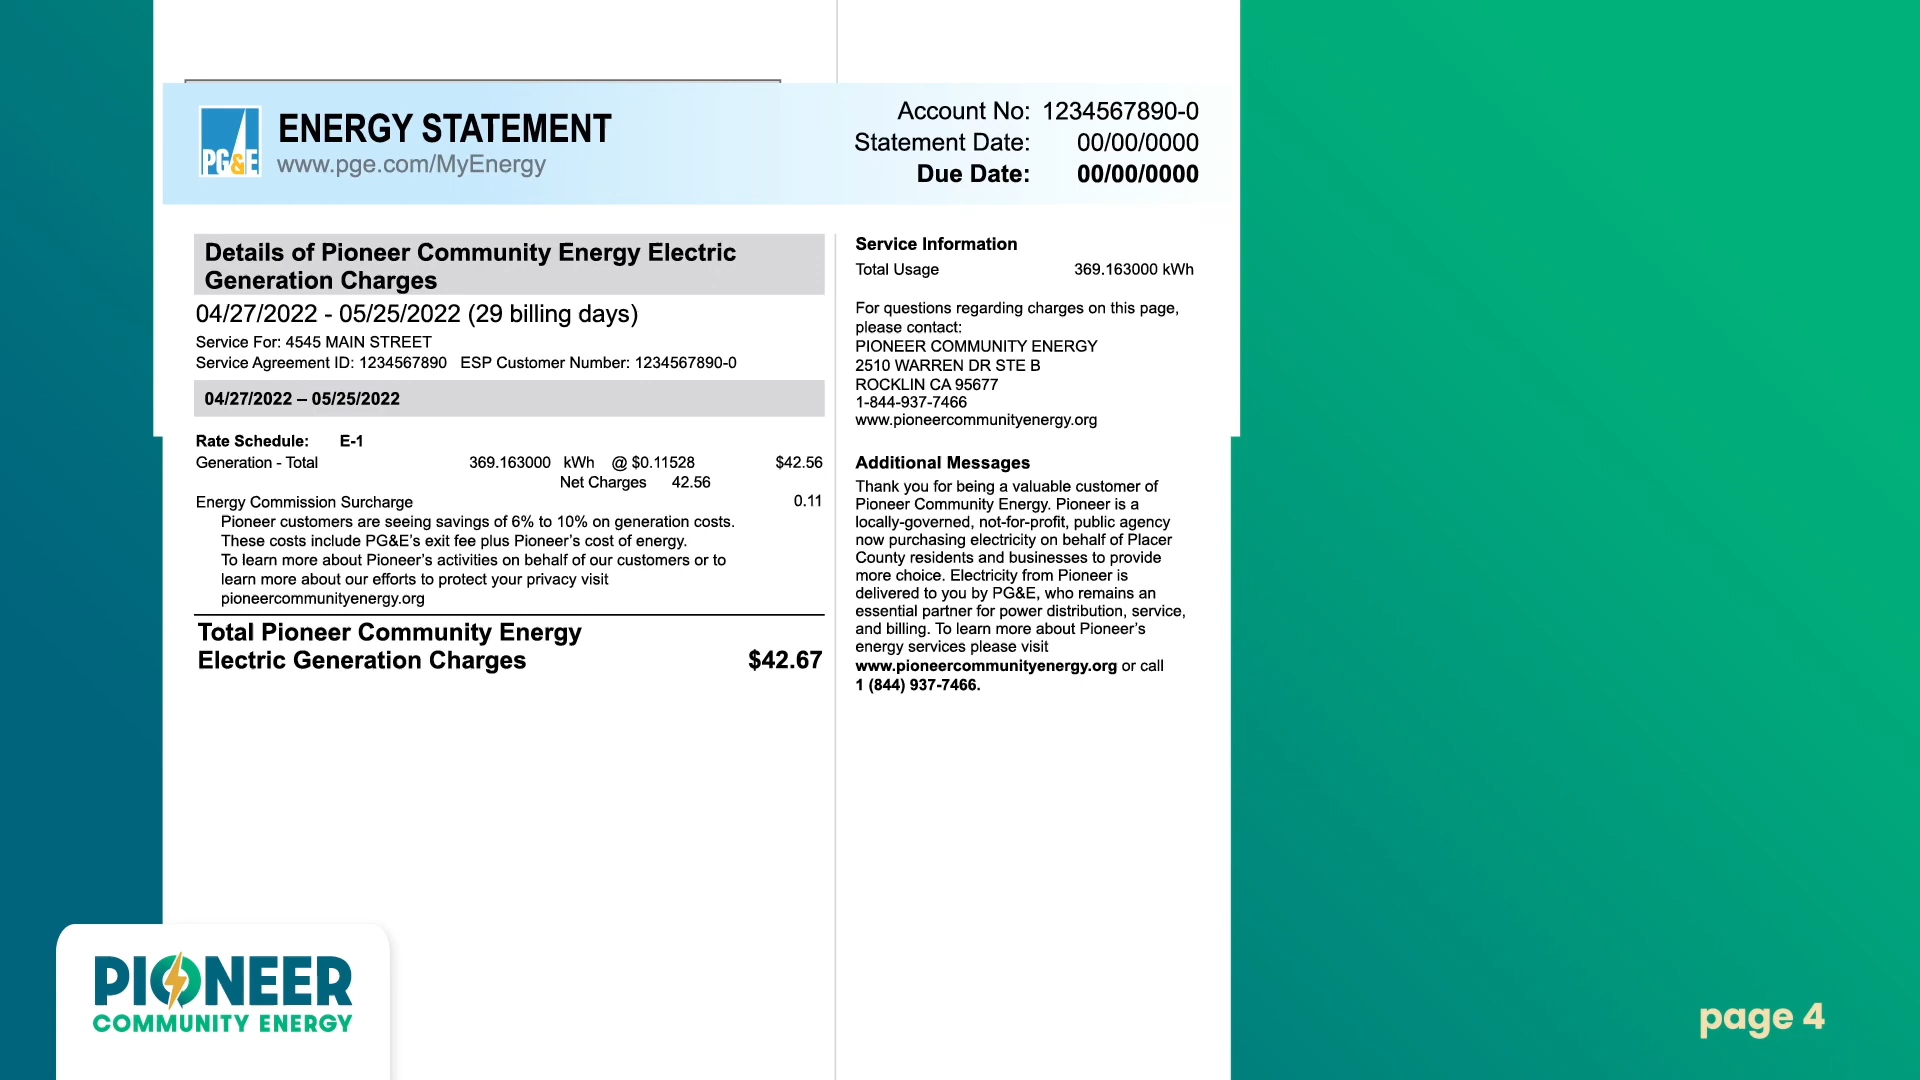 PG&E
ENERGY STATEMENT
www.pge.com/MyEnergy
Account No: 1234567890-0
Statement Date: 00/00/0000
Due Date: 00/00/0000
Details of Pioneer Community Energy Electric
Generation Charges
04/27/2022 - 05/25/2022 (29 billing days)
Service For: 4545 MAIN STREET
Service Agreement ID: 1234567890 ESP Customer Number: 1234567890-0
04/27/2022 – 05/25/2022
Rate Schedule: E-1
Generation - Total 369.163000 kWh @ $0.11528 $42.56
Net Charges 42.56
Energy Commission Surcharge 0.11
Pioneer customers are seeing savings of 6% to 10% on generation costs.
These costs include PG&E’s exit fee plus Pioneer’s cost of energy.
To learn more about Pioneer’s activities on behalf of our customers or to
learn more about our efforts to protect your privacy visit
pioneercommunityenergy.org
Total Pioneer Community Energy
Electric Generation Charges $42.67
Service Information
Total Usage 369.163000 kWh
For questions regarding charges on this page,
please contact:
PIONEER COMMUNITY ENERGY
2510 WARREN DR STE B
ROCKLIN CA 95677
1-844-937-7466
www.pioneercommunityenergy.org
Additional Messages
Thank you for being a valuable customer of
Pioneer Community Energy. Pioneer is a
locally-governed, not-for-profit, public agency
now purchasing electricity on behalf of Placer
County residents and businesses to provide
more choice. Electricity from Pioneer is
delivered to you by PG&E, who remains an
essential partner for power distribution, service,
and billing. To learn more about Pioneer’s
energy services please visit
www.pioneercommunityenergy.org or call
1 (844) 937-7466.
PIONEER
COMMUNITY ENERGY
page 4